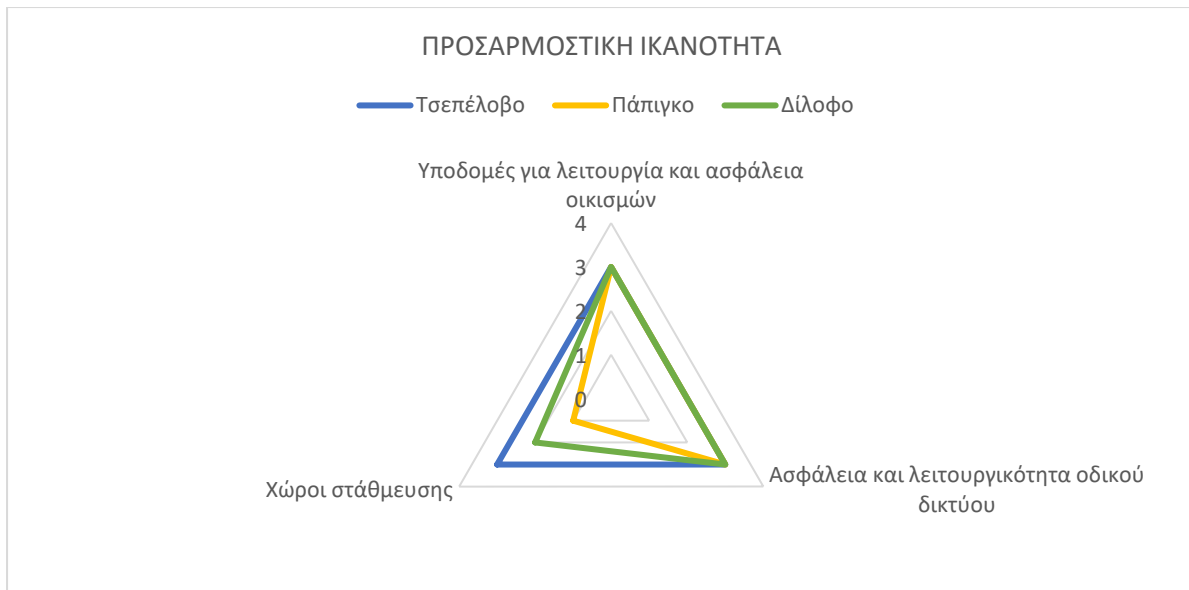 ΠΡΟΣΑΡΜΟΣΤΙΚΗ ΙΚΑΝΟΤΗΤΑ
Τσεπέλοβο Πάπιγκο Δίλοφο
Υποδομές για λειτουργία και ασφάλεια
οικισμών
4
3
2
1
0
Ασφάλεια και λειτουργικότητα οδικού
δικτύου
Χώροι στάθμευσης